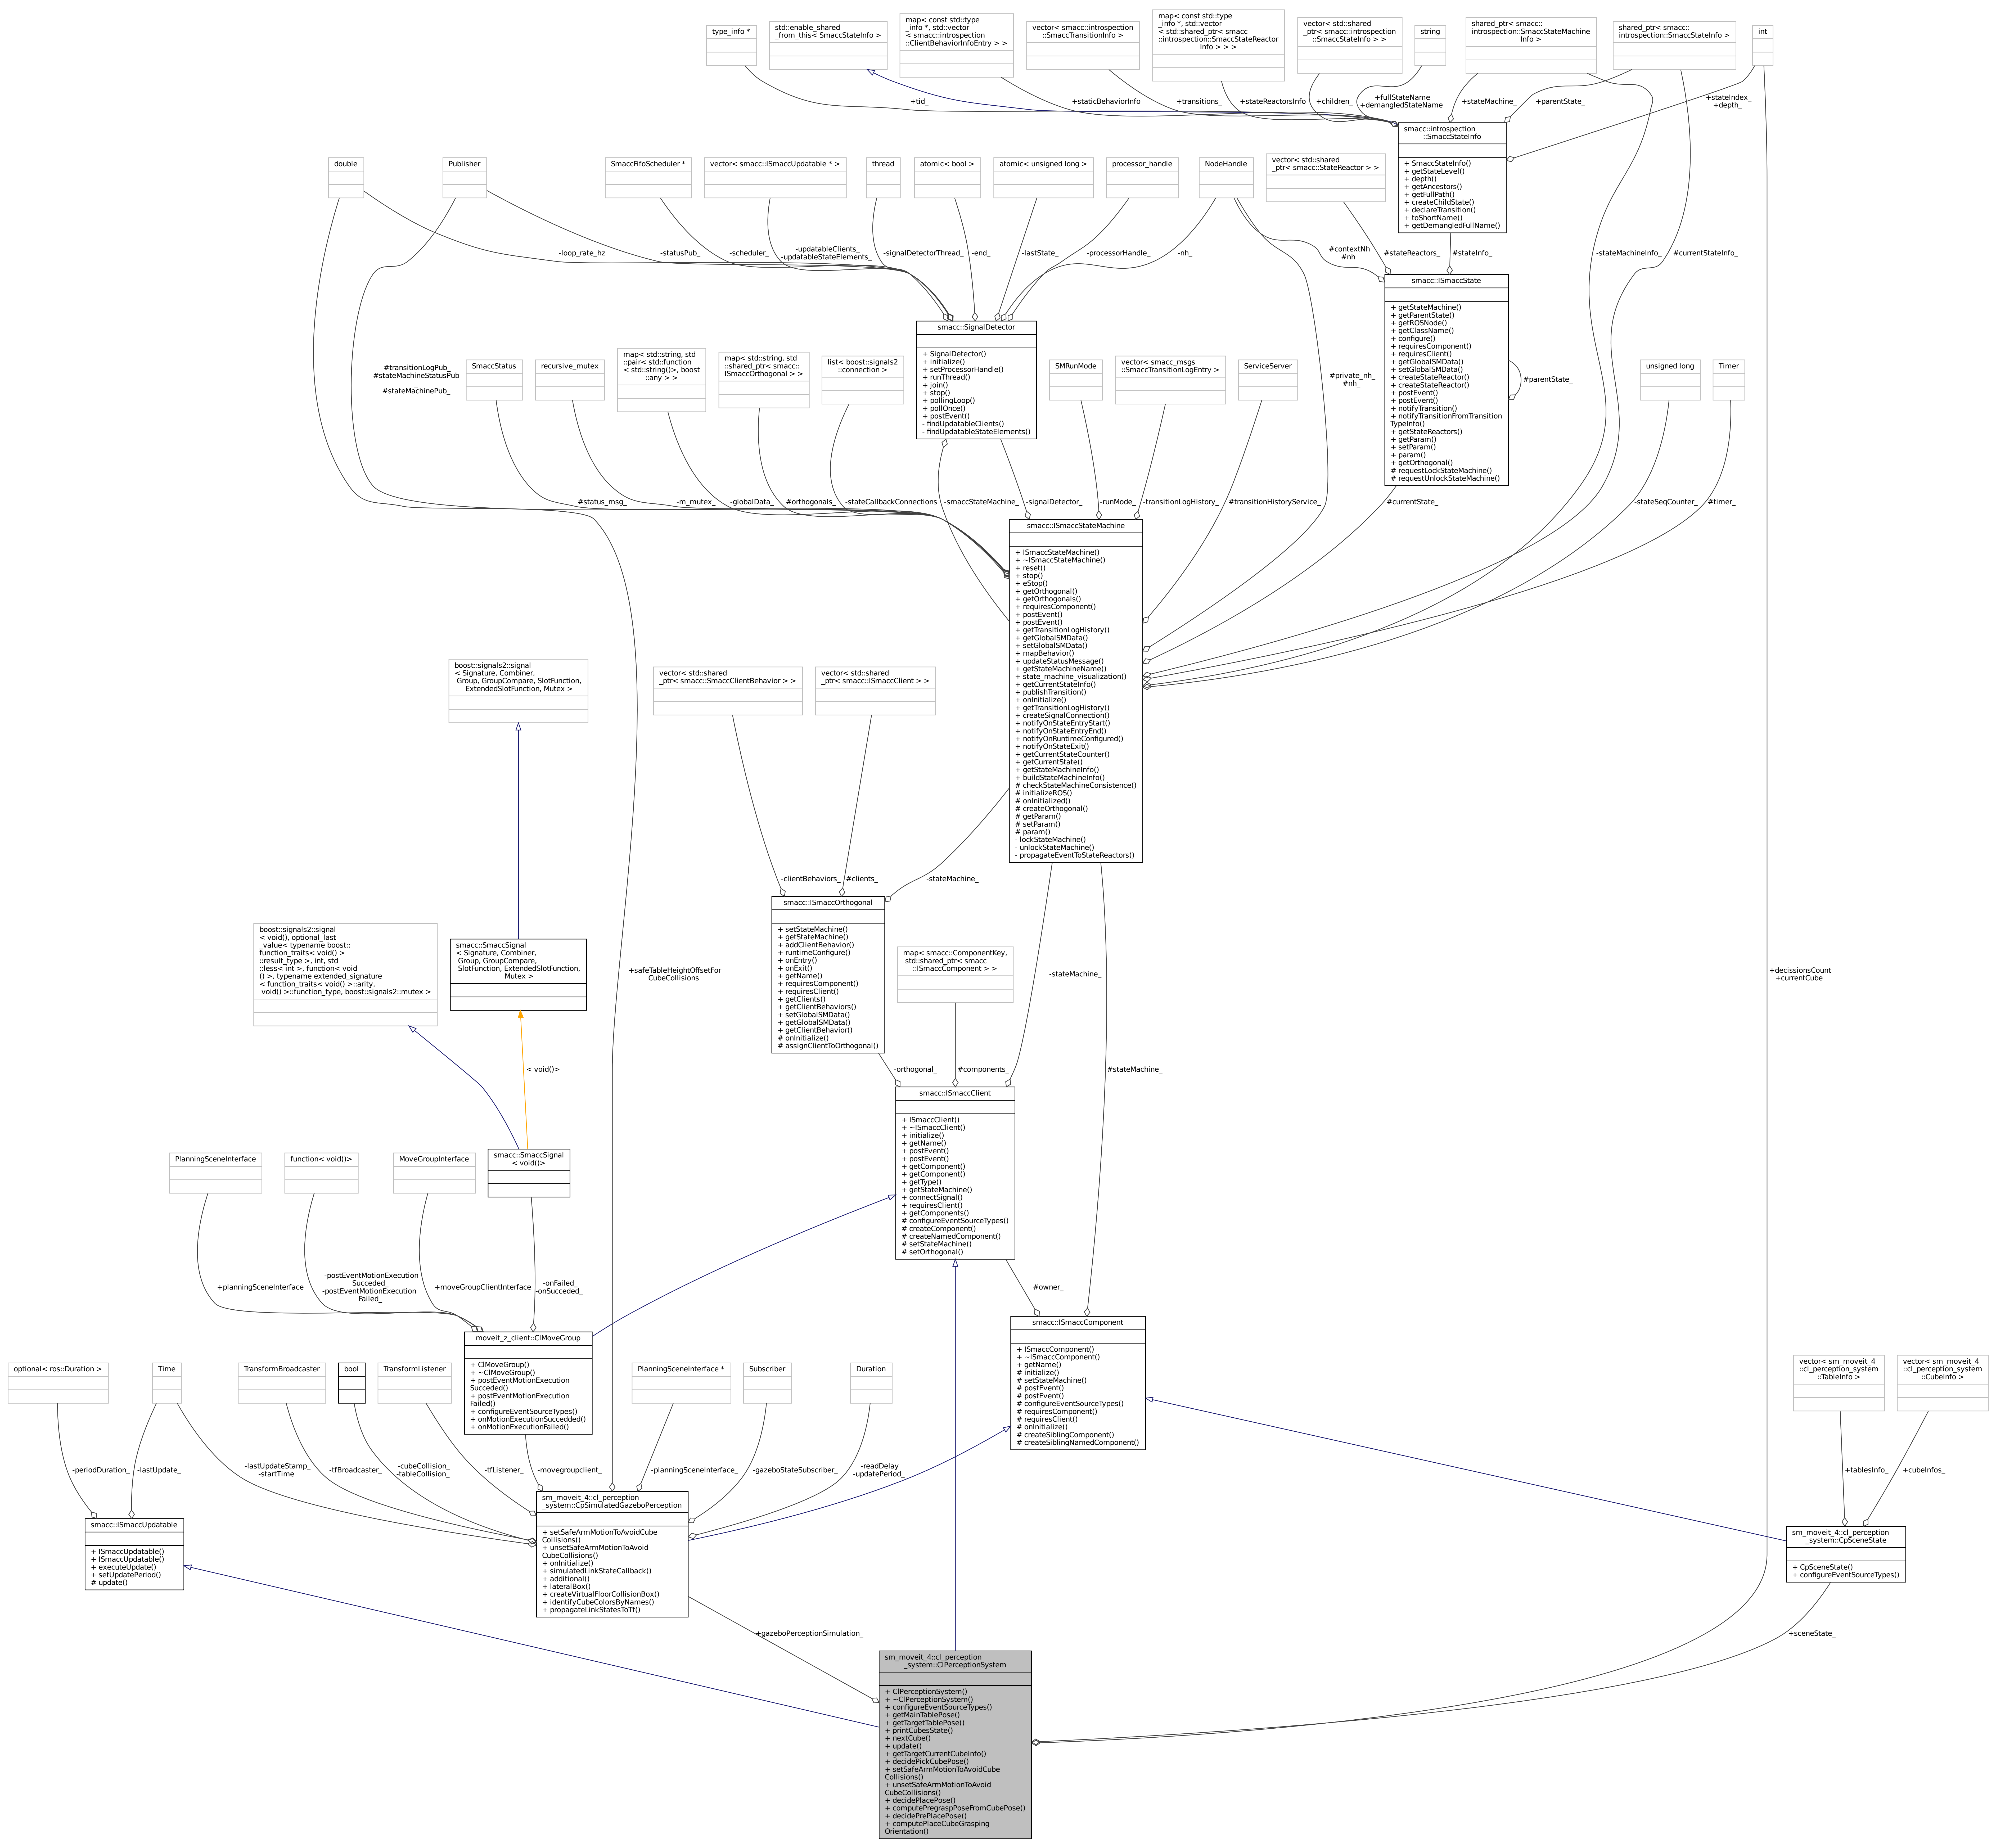 type_info *
std::enable_shared
_from_this< SmaccStateInfo >
map< const std::type
_info *, std::vector
< smacc::introspection
::ClientBehaviorInfoEntry > >
vector< smacc::introspection
::SmaccTransitionInfo >
map< const std::type
_info *, std::vector
< std::shared_ptr< smacc
::introspection::SmaccStateReactor
Info > > >
vector< std::shared
_ptr< smacc::introspection
::SmaccStateInfo > >
string
shared_ptr< smacc::
introspection::SmaccStateMachine
Info >
shared_ptr< smacc::
introspection::SmaccStateInfo >
int
+tid_
+staticBehaviorInfo
+transitions_
+stateReactorsInfo
+children_
+fullStateName
+demangledStateName
+stateMachine_
+parentState_
+stateIndex_
+depth_
smacc::introspection
::SmaccStateInfo
+ SmaccStateInfo()
+ getStateLevel()
+ depth()
+ getAncestors()
+ getFullPath()
+ createChildState()
+ declareTransition()
+ toShortName()
+ getDemangledFullName()
double
Publisher
SmaccFifoScheduler *
vector< smacc::ISmaccUpdatable * >
thread
atomic< bool >
atomic< unsigned long >
processor_handle
NodeHandle
vector< std::shared
_ptr< smacc::StateReactor > >
-loop_rate_hz
-statusPub_
-scheduler_
-updatableClients_
-updatableStateElements_
-signalDetectorThread_
-end_
-lastState_
-processorHandle_
-nh_
#contextNh
#nh
#stateReactors_
#stateInfo_
-stateMachineInfo_
#currentStateInfo_
smacc::ISmaccState
+ getStateMachine()
+ getParentState()
+ getROSNode()
+ getClassName()
+ configure()
+ requiresComponent()
+ requiresClient()
+ getGlobalSMData()
+ setGlobalSMData()
+ createStateReactor()
+ createStateReactor()
+ postEvent()
+ postEvent()
+ notifyTransition()
+ notifyTransitionFromTransition
TypeInfo()
+ getStateReactors()
+ getParam()
+ setParam()
+ param()
+ getOrthogonal()
# requestLockStateMachine()
# requestUnlockStateMachine()
#parentState_
smacc::SignalDetector
+ SignalDetector()
+ initialize()
+ setProcessorHandle()
+ runThread()
+ join()
+ stop()
+ pollingLoop()
+ pollOnce()
+ postEvent()
- findUpdatableClients()
- findUpdatableStateElements()
#transitionLogPub_
#stateMachineStatusPub
_
#stateMachinePub_
SmaccStatus
recursive_mutex
map< std::string, std
::pair< std::function
< std::string()>, boost
::any > >
map< std::string, std
::shared_ptr< smacc::
ISmaccOrthogonal > >
list< boost::signals2
::connection >
SMRunMode
vector< smacc_msgs
::SmaccTransitionLogEntry >
ServiceServer
#private_nh_
#nh_
unsigned long
Timer
#status_msg_
-m_mutex_
-globalData_
#orthogonals_
-stateCallbackConnections
-smaccStateMachine_
-signalDetector_
-runMode_
-transitionLogHistory_
#transitionHistoryService_
#currentState_
-stateSeqCounter_
#timer_
smacc::ISmaccStateMachine
+ ISmaccStateMachine()
+ ~ISmaccStateMachine()
+ reset()
+ stop()
+ eStop()
+ getOrthogonal()
+ getOrthogonals()
+ requiresComponent()
+ postEvent()
+ postEvent()
+ getTransitionLogHistory()
+ getGlobalSMData()
+ setGlobalSMData()
+ mapBehavior()
+ updateStatusMessage()
+ getStateMachineName()
+ state_machine_visualization()
+ getCurrentStateInfo()
+ publishTransition()
+ onInitialize()
+ getTransitionLogHistory()
+ createSignalConnection()
+ notifyOnStateEntryStart()
+ notifyOnStateEntryEnd()
+ notifyOnRuntimeConfigured()
+ notifyOnStateExit()
+ getCurrentStateCounter()
+ getCurrentState()
+ getStateMachineInfo()
+ buildStateMachineInfo()
# checkStateMachineConsistence()
# initializeROS()
# onInitialized()
# createOrthogonal()
# getParam()
# setParam()
# param()
- lockStateMachine()
- unlockStateMachine()
- propagateEventToStateReactors()
boost::signals2::signal
< Signature, Combiner,
Group, GroupCompare, SlotFunction,
ExtendedSlotFunction, Mutex >
vector< std::shared
_ptr< smacc::SmaccClientBehavior > >
vector< std::shared
_ptr< smacc::ISmaccClient > >
-clientBehaviors_
#clients_
-stateMachine_
smacc::ISmaccOrthogonal
+ setStateMachine()
+ getStateMachine()
+ addClientBehavior()
+ runtimeConfigure()
+ onEntry()
+ onExit()
+ getName()
+ requiresComponent()
+ requiresClient()
+ getClients()
+ getClientBehaviors()
+ setGlobalSMData()
+ getGlobalSMData()
+ getClientBehavior()
# onInitialize()
# assignClientToOrthogonal()
boost::signals2::signal
< void(), optional_last
_value< typename boost::
function_traits< void() >
::result_type >, int, std
::less< int >, function< void
() >, typename extended_signature
< function_traits< void() >::arity,
void() >::function_type, boost::signals2::mutex >
smacc::SmaccSignal
< Signature, Combiner,
Group, GroupCompare,
SlotFunction, ExtendedSlotFunction,
Mutex >
+safeTableHeightOffsetFor
CubeCollisions
map< smacc::ComponentKey,
std::shared_ptr< smacc
::ISmaccComponent > >
-stateMachine_
+decissionsCount
+currentCube
< void()>
-orthogonal_
#components_
#stateMachine_
smacc::ISmaccClient
+ ISmaccClient()
+ ~ISmaccClient()
+ initialize()
+ getName()
+ postEvent()
+ postEvent()
+ getComponent()
+ getComponent()
+ getType()
+ getStateMachine()
+ connectSignal()
+ requiresClient()
+ getComponents()
# configureEventSourceTypes()
# createComponent()
# createNamedComponent()
# setStateMachine()
# setOrthogonal()
PlanningSceneInterface
function< void()>
MoveGroupInterface
smacc::SmaccSignal
< void()>
+planningSceneInterface
-postEventMotionExecution
Succeded_
-postEventMotionExecution
Failed_
+moveGroupClientInterface
-onFailed_
-onSucceded_
#owner_
moveit_z_client::ClMoveGroup
+ ClMoveGroup()
+ ~ClMoveGroup()
+ postEventMotionExecution
Succeded()
+ postEventMotionExecution
Failed()
+ configureEventSourceTypes()
+ onMotionExecutionSuccedded()
+ onMotionExecutionFailed()
smacc::ISmaccComponent
+ ISmaccComponent()
+ ~ISmaccComponent()
+ getName()
# initialize()
# setStateMachine()
# postEvent()
# postEvent()
# configureEventSourceTypes()
# requiresComponent()
# requiresClient()
# onInitialize()
# createSiblingComponent()
# createSiblingNamedComponent()
optional< ros::Duration >
Time
TransformBroadcaster
bool
TransformListener
PlanningSceneInterface *
Subscriber
Duration
vector< sm_moveit_4
::cl_perception_system
::TableInfo >
vector< sm_moveit_4
::cl_perception_system
::CubeInfo >
-periodDuration_
-lastUpdate_
-lastUpdateStamp_
-startTime
-tfBroadcaster_
-cubeCollision_
-tableCollision_
-tfListener_
-movegroupclient_
-planningSceneInterface_
-gazeboStateSubscriber_
-readDelay
-updatePeriod_
+tablesInfo_
+cubeInfos_
smacc::ISmaccUpdatable
+ ISmaccUpdatable()
+ ISmaccUpdatable()
+ executeUpdate()
+ setUpdatePeriod()
# update()
sm_moveit_4::cl_perception
_system::CpSimulatedGazeboPerception
+ setSafeArmMotionToAvoidCube
Collisions()
+ unsetSafeArmMotionToAvoid
CubeCollisions()
+ onInitialize()
+ simulatedLinkStateCallback()
+ additional()
+ lateralBox()
+ createVirtualFloorCollisionBox()
+ identifyCubeColorsByNames()
+ propagateLinkStatesToTf()
sm_moveit_4::cl_perception
_system::CpSceneState
+ CpSceneState()
+ configureEventSourceTypes()
+gazeboPerceptionSimulation_
+sceneState_
sm_moveit_4::cl_perception
_system::ClPerceptionSystem
+ ClPerceptionSystem()
+ ~ClPerceptionSystem()
+ configureEventSourceTypes()
+ getMainTablePose()
+ getTargetTablePose()
+ printCubesState()
+ nextCube()
+ update()
+ getTargetCurrentCubeInfo()
+ decidePickCubePose()
+ setSafeArmMotionToAvoidCube
Collisions()
+ unsetSafeArmMotionToAvoid
CubeCollisions()
+ decidePlacePose()
+ computePregraspPoseFromCubePose()
+ decidePrePlacePose()
+ computePlaceCubeGrasping
Orientation()